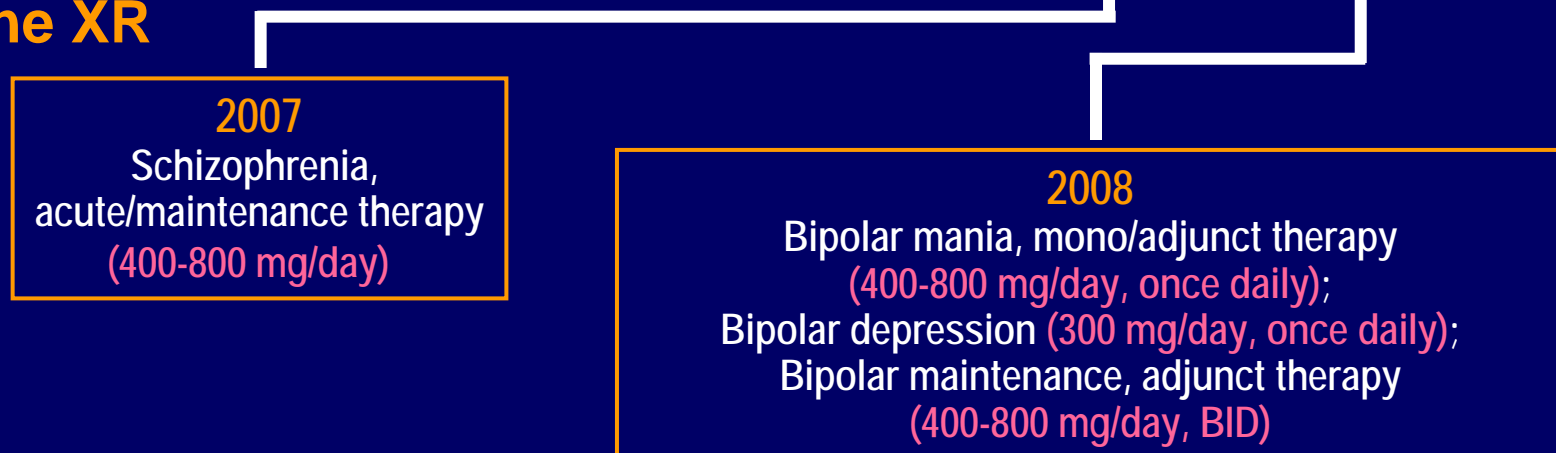 ne XR
2007
Schizophrenia,
acute/maintenance therapy
(400-800 mg/day)
2008
Bipolar mania, mono/adjunct therapy
(400-800 mg/day, once daily);
Bipolar depression (300 mg/day, once daily);
Bipolar maintenance, adjunct therapy
(400-800 mg/day, BID)